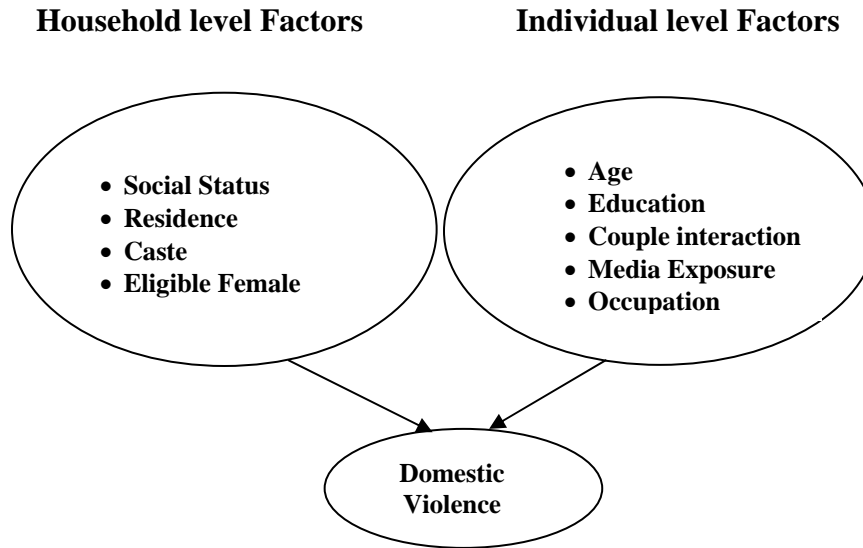 Household level Factors
Individual level Factors
• Social Status
• Residence
• Caste
• Eligible Female
• Age
• Education
• Couple interaction
• Media Exposure
• Occupation
Domestic
Violence